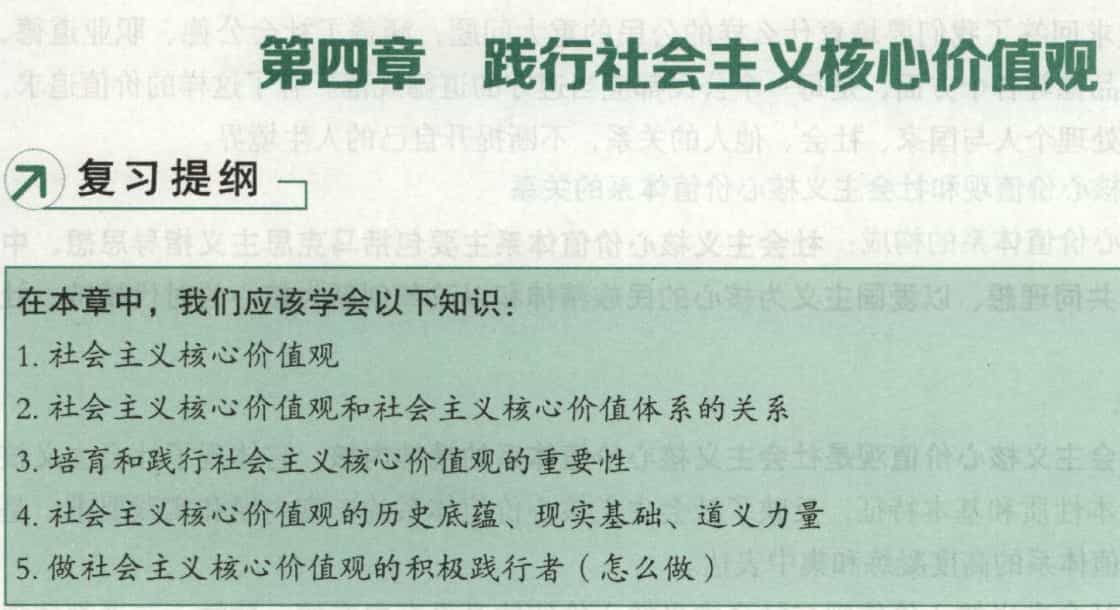 第四章 践行社会主义核心价值观
复习提纲
在本章中，我们应该学会以下知识：
1. 社会主义核心价值观
2. 社会主义核心价值观和社会主义核心价值体系的关系
3. 培育和践行社会主义核心价值观的重要性
4. 社会主义核心价值观的历史底蕴、现实基础、道义力量
5. 做社会主义核心价值观的积极践行者（怎么做）